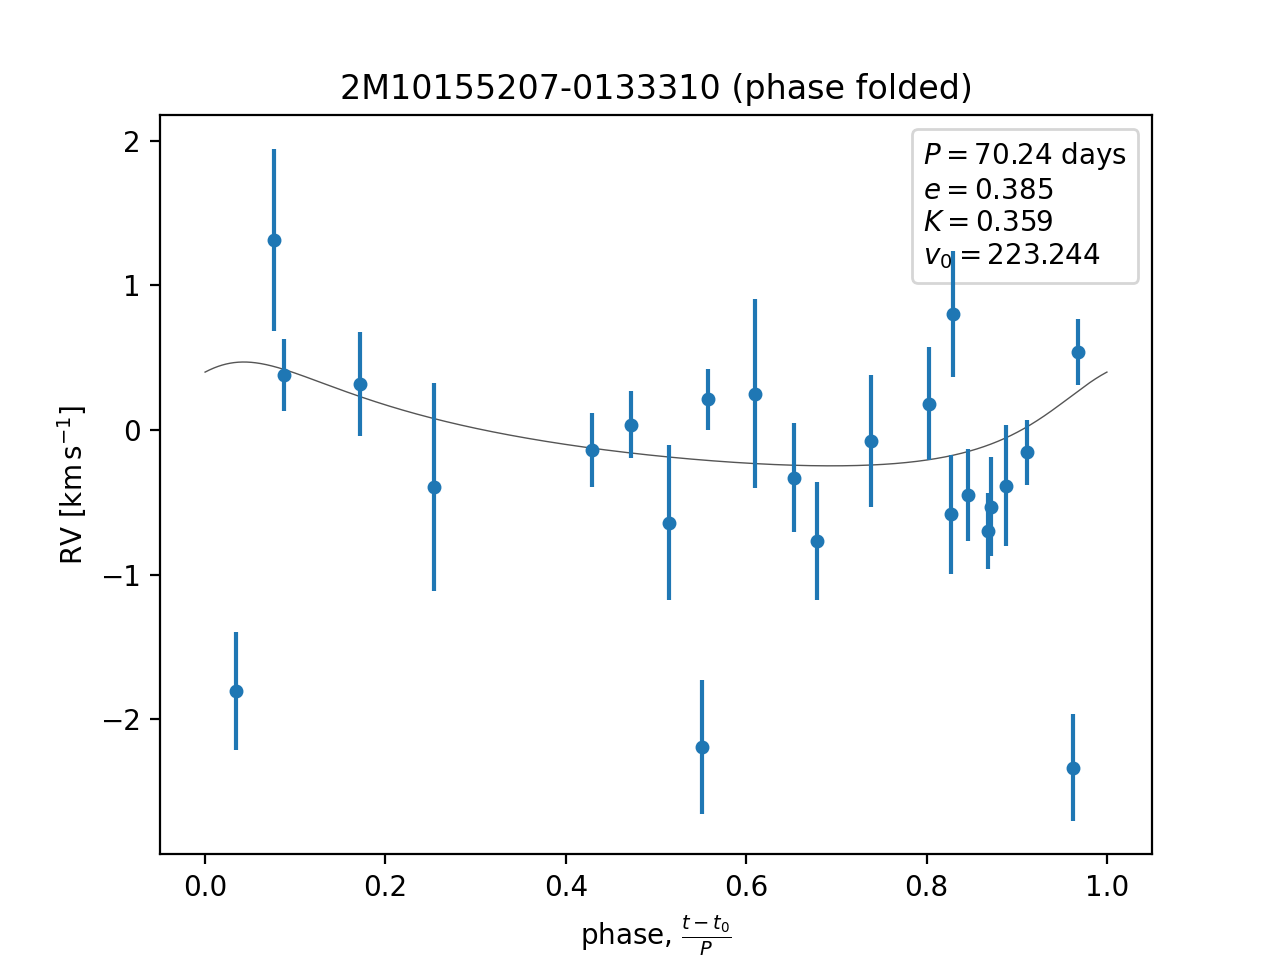 2M10155207-0133310 (phase folded)
P = 70.24 days
e = 0.385
K = 0.359
v₀ = 223.244
RV [km s⁻¹]
2
1
0
−1
−2
0.0 0.2 0.4 0.6 0.8 1.0
phase, (t − t₀)/P